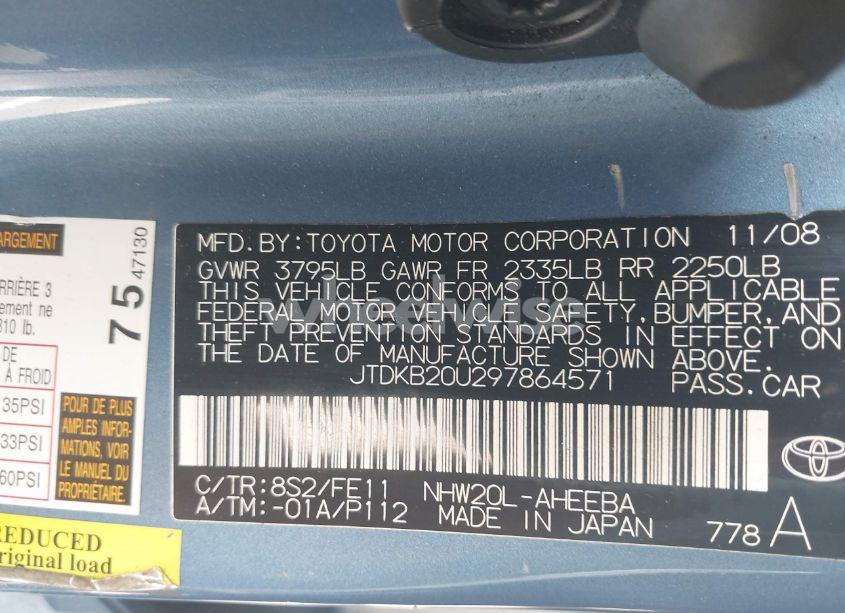 ARGEMENT
RRIÈRE 3
ement ne
310 lb.
DE
À FROID
35PSI
33PSI
60PSI
75
47130
POUR DE PLUS
AMPLES INFOR-
MATIONS, VOIR
LE MANUEL DU
PROPRIÉTAIRE
REDUCED
riginal load
MFD. BY: TOYOTA MOTOR CORPORATION 11/08
GVWR 3795LB GAWR FR 2335LB RR 2250LB
THIS VEHICLE CONFORMS TO ALL APPLICABLE
FEDERAL MOTOR VEHICLE SAFETY, BUMPER, AND
THEFT PREVENTION STANDARDS IN EFFECT ON
THE DATE OF MANUFACTURE SHOWN ABOVE.
JTDKB20U297864571 PASS. CAR
C/TR: 8S2/FE11 NHW20L-AHEEBA
A/TM: -01A/P112 MADE IN JAPAN 778 A
TOYOTA
wheelwise